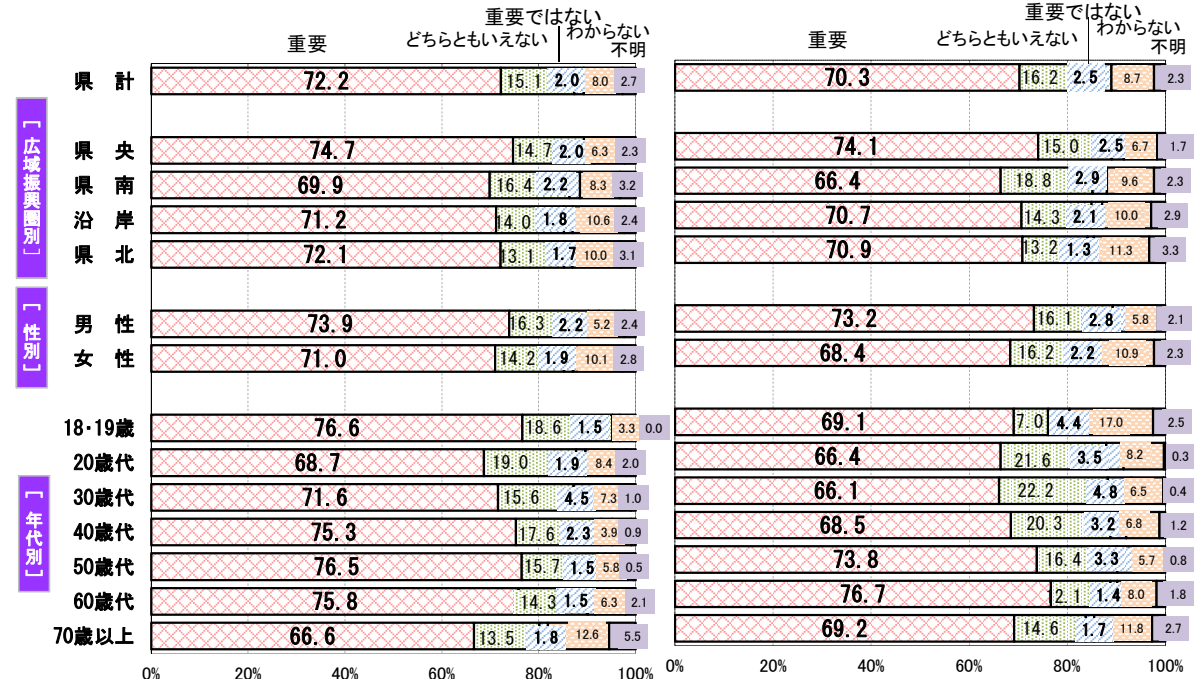 重要ではない 重要ではない
重要 どちらともいえない わからない 重要 どちらともいえない わからない
不明 不明
県 計 72.2 15.1 2.0 8.0 2.7 70.3 16.2 2.5 8.7 2.3
[広域振興圏別]
県 央 74.7 14.7 2.0 6.3 2.3 74.1 15.0 2.5 6.7 1.7
県 南 69.9 16.4 2.2 8.3 3.2 66.4 18.8 2.9 9.6 2.3
沿 岸 71.2 14.0 1.8 10.6 2.4 70.7 14.3 2.1 10.0 2.9
県 北 72.1 13.1 1.7 10.0 3.1 70.9 13.2 1.3 11.3 3.3
[性別]
男 性 73.9 16.3 2.2 5.2 2.4 73.2 16.1 2.8 5.8 2.1
女 性 71.0 14.2 1.9 10.1 2.8 68.4 16.2 2.2 10.9 2.3
[年代別]
18・19歳 76.6 18.6 1.5 3.3 0.0 69.1 7.0 4.4 17.0 2.5
20歳代 68.7 19.0 1.9 8.4 2.0 66.4 21.6 3.5 8.2 0.3
30歳代 71.6 15.6 4.5 7.3 1.0 66.1 22.2 4.8 6.5 0.4
40歳代 75.3 17.6 2.3 3.9 0.9 68.5 20.3 3.2 6.8 1.2
50歳代 76.5 15.7 1.5 5.8 0.5 73.8 16.4 3.3 5.7 0.8
60歳代 75.8 14.3 1.5 6.3 2.1 76.7 12.1 1.4 8.0 1.8
70歳以上 66.6 13.5 1.8 12.6 5.5 69.2 14.6 1.7 11.8 2.7
0% 20% 40% 60% 80% 100% 0% 20% 40% 60% 80% 100%